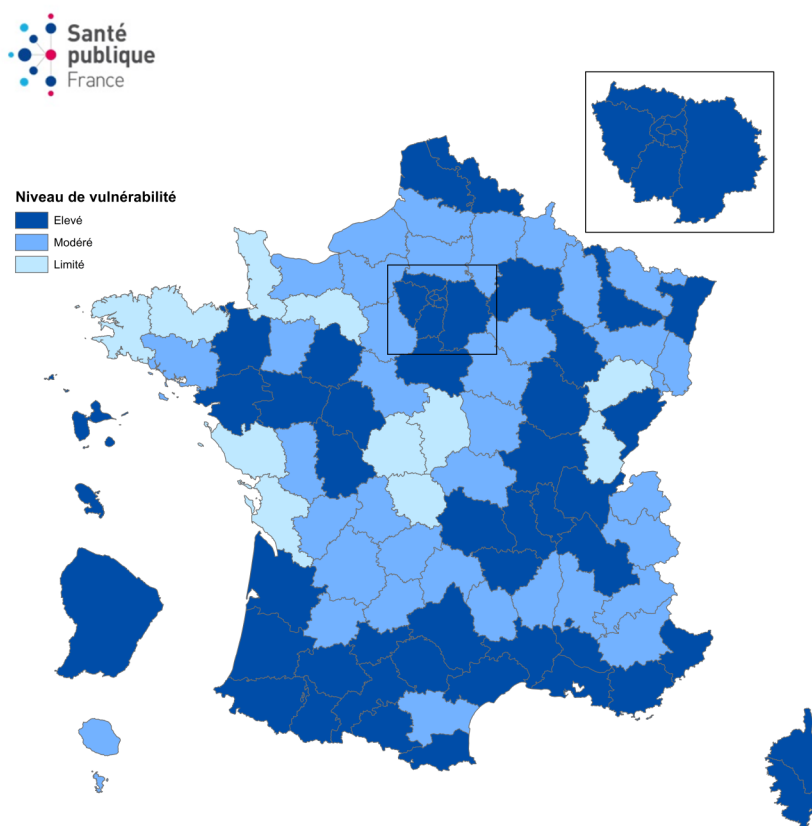 Santé
publique
France
Niveau de vulnérabilité
Elevé
Modéré
Limité